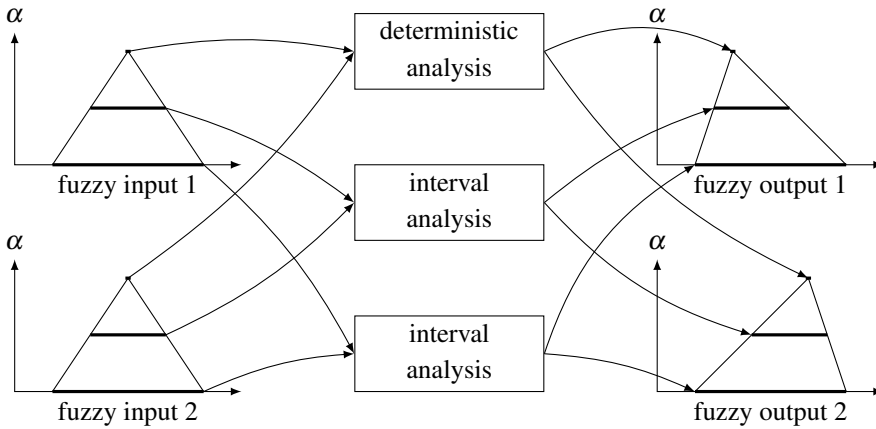 α
deterministic
analysis
α
fuzzy input 1
interval
analysis
fuzzy output 1
α
α
interval
analysis
fuzzy input 2
fuzzy output 2